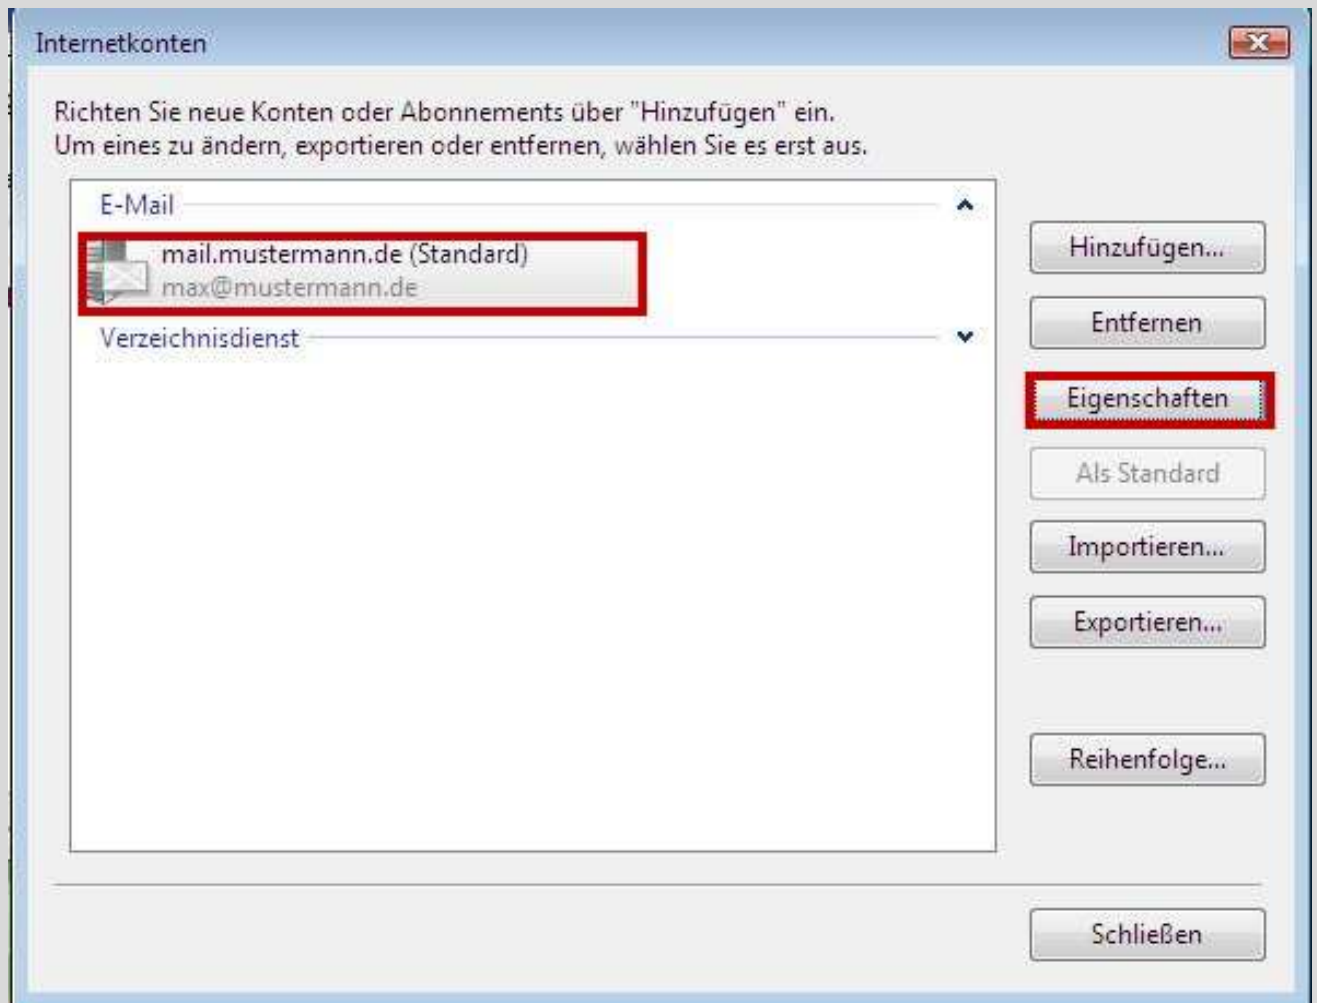 Internetkonten
Richten Sie neue Konten oder Abonnements über "Hinzufügen" ein.
Um eines zu ändern, exportieren oder entfernen, wählen Sie es erst aus.
E-Mail
mail.mustermann.de (Standard)
max@mustermann.de
Verzeichnisdienst
Hinzufügen...
Entfernen
Eigenschaften
Als Standard
Importieren...
Exportieren...
Reihenfolge...
Schließen